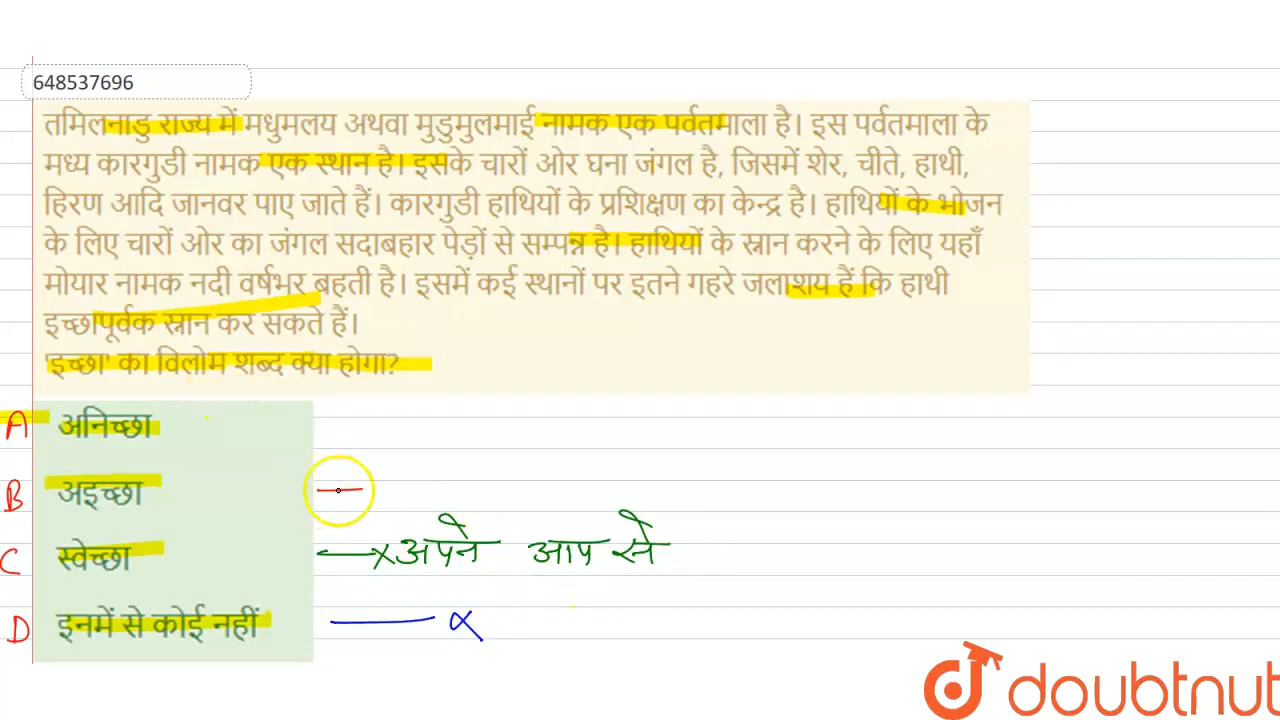 648537696
तमिलनाडु राज्य में मधुमलय अथवा मुडुमुलमाई नामक एक पर्वतमाला है। इस पर्वतमाला के
मध्य कारगुडी नामक एक स्थान है। इसके चारों ओर घना जंगल है, जिसमें शेर, चीते, हाथी,
हिरण आदि जानवर पाए जाते हैं। कारगुडी हाथियों के प्रशिक्षण का केन्द्र है। हाथियों के भोजन
के लिए चारों ओर का जंगल सदाबहार पेड़ों से सम्पन्न है। हाथियों के स्नान करने के लिए यहाँ
मोयार नामक नदी वर्षभर बहती है। इसमें कई स्थानों पर इतने गहरे जलाशय हैं कि हाथी
इच्छापूर्वक स्नान कर सकते हैं।
'इच्छा' का विलोम शब्द क्या होगा?
A अनिच्छा
B अइच्छा
C स्वेच्छा x अपने आप से
D इनमें से कोई नहीं x
doubtnut